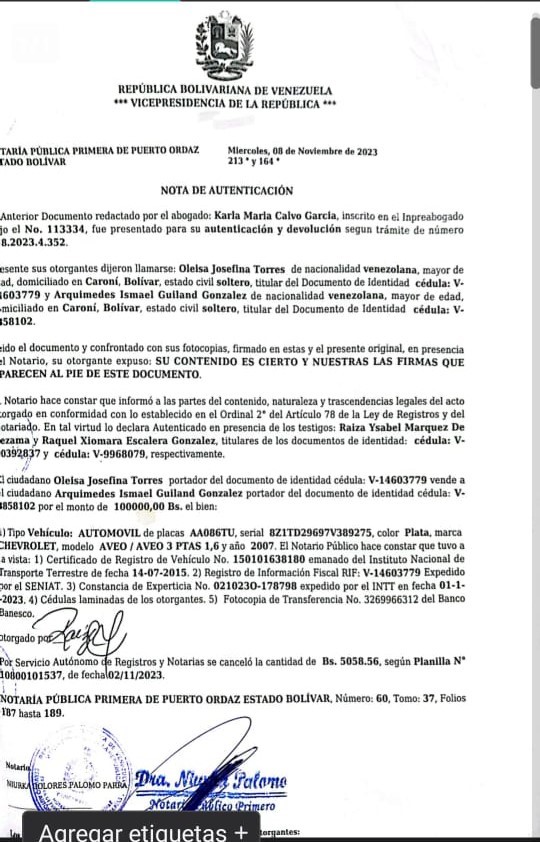 REPÚBLICA BOLIVARIANA DE VENEZUELA
*** VICEPRESIDENCIA DE LA REPÚBLICA ***
TARÍA PÚBLICA PRIMERA DE PUERTO ORDAZ
TADO BOLÍVAR
Miercoles, 08 de Noviembre de 2023
213° y 164°
NOTA DE AUTENTICACIÓN
Anterior Documento redactado por el abogado: Karla Maria Calvo Garcia, inscrito en el Inpreabogado
jo el No. 113334, fue presentado para su autenticación y devolución segun trámite de número
8.2023.4.352.
esente sus otorgantes dijeron llamarse: Oleisa Josefina Torres de nacionalidad venezolana, mayor de
ad, domiciliado en Caroní, Bolívar, estado civil soltero, titular del Documento de Identidad cédula: V-
4603779 y Arquimedes Ismael Guiland Gonzalez de nacionalidad venezolana, mayor de edad,
miciliado en Caroní, Bolívar, estado civil soltero, titular del Documento de Identidad cédula: V-
858102.
ido el documento y confrontado con sus fotocopias, firmado en estas y el presente original, en presencia
el Notario, su otorgante expuso: SU CONTENIDO ES CIERTO Y NUESTRAS LAS FIRMAS QUE
PARECEN AL PIE DE ESTE DOCUMENTO.
Notario hace constar que informó a las partes del contenido, naturaleza y trascendencias legales del acto
torgado en conformidad con lo establecido en el Ordinal 2° del Artículo 78 de la Ley de Registros y del
otariado. En tal virtud lo declara Autenticado en presencia de los testigos: Raiza Ysabel Marquez De
ezama y Raquel Xiomara Escalera Gonzalez, titulares de los documentos de identidad: cédula: V-
0392837 y cédula: V-9968079, respectivamente.
l ciudadano Oleisa Josefina Torres portador del documento de identidad cédula: V-14603779 vende a
l ciudadano Arquimedes Ismael Guiland Gonzalez portador del documento de identidad cédula: V-
858102 por el monto de 100000,00 Bs. el bien:
) Tipo Vehículo: AUTOMOVIL de placas AA086TU, serial 8Z1TD29697V389275, color Plata, marca
CHEVROLET, modelo AVEO / AVEO 3 PTAS 1,6 y año 2007. El Notario Público hace constar que tuvo a
a vista: 1) Certificado de Registro de Vehículo No. 150101638180 emanado del Instituto Nacional de
Transporte Terrestre de fecha 14-07-2015. 2) Registro de Información Fiscal RIF: V-14603779 Expedido
por el SENIAT. 3) Constancia de Experticia No. 0210230-178798 expedido por el INTT en fecha 01-1-
-2023. 4) Cédulas laminadas de los otorgantes. 5) Fotocopia de Transferencia No. 3269966312 del Banco
Banesco.
otorgado por
Por Servicio Autónomo de Registros y Notarias se canceló la cantidad de Bs. 5058.56, según Planilla N°
10800101537, de fecha 02/11/2023.
NOTARÍA PÚBLICA PRIMERA DE PUERTO ORDAZ ESTADO BOLÍVAR, Número: 60, Tomo: 37, Folios
187 hasta 189.
Notario
NIURKA DOLORES PALOMO PARRA
Dra. Niurka Palomo
Notario Público Primero
Agregar etiquetas +
torgantes: